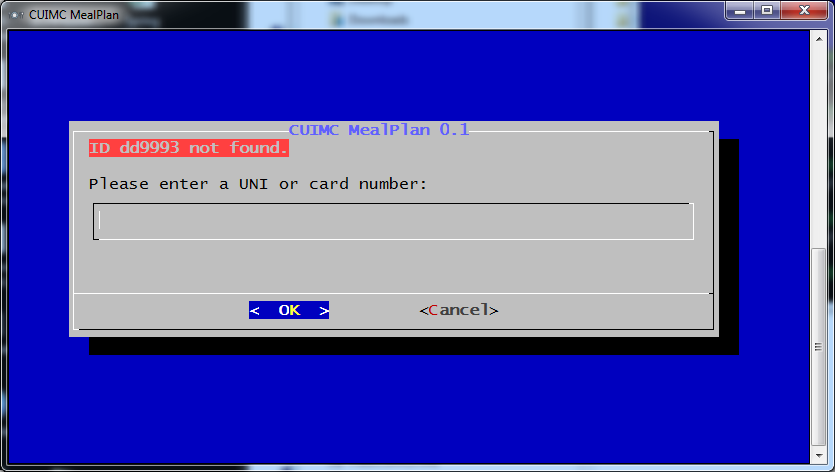 CUIMC MealPlan
Downloads
CUIMC MealPlan 0.1
ID dd9993 not found.
Please enter a UNI or card number:
< OK >
<Cancel>